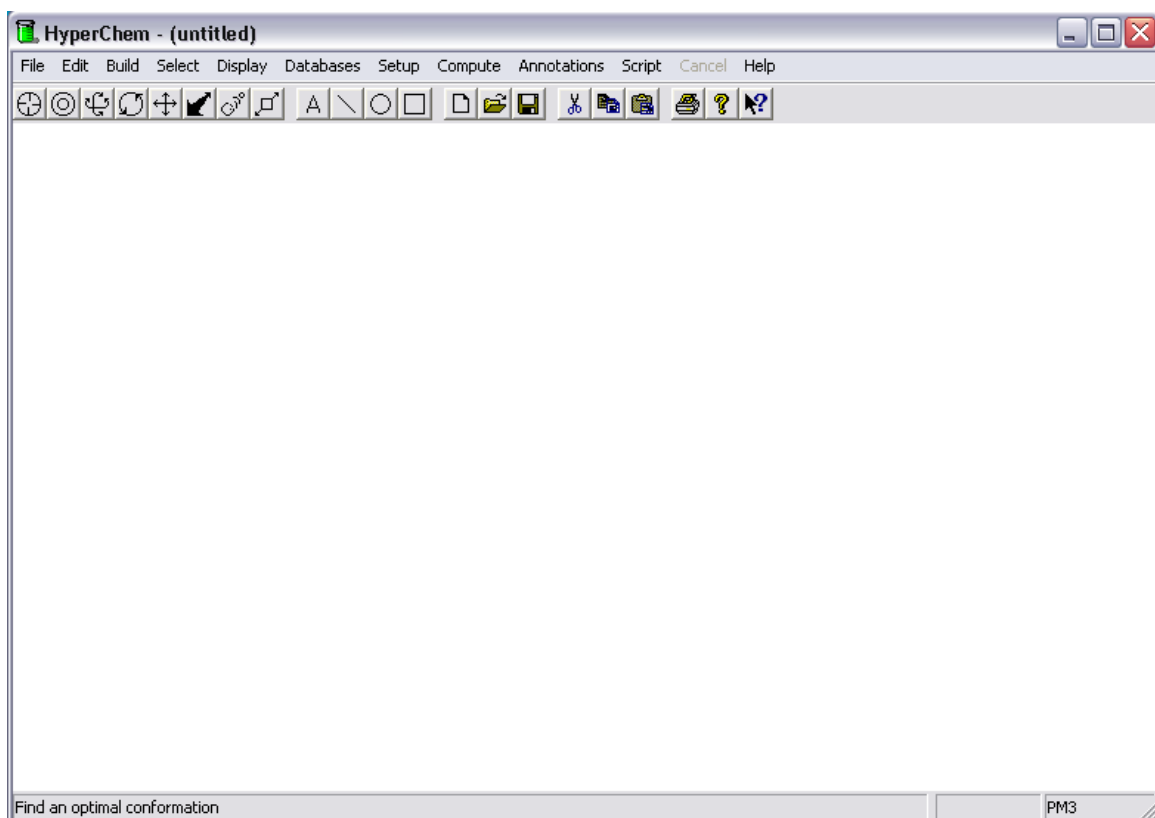 HyperChem - (untitled)
File Edit Build Select Display Databases Setup Compute Annotations Script Cancel Help
A ? ?
Find an optimal conformation PM3